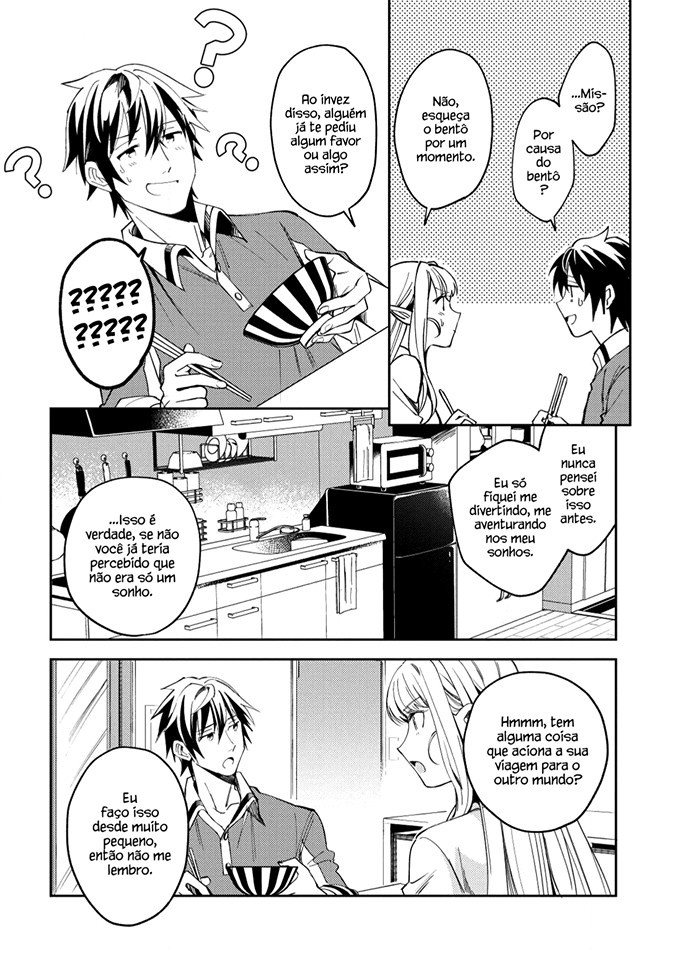 ...Mis-
são?
Por
causa
do
bentô
?
Não,
esqueça
o bentô
por um
momento.
Ao invez
disso, alguém
já te pediu
algum favor
ou algo
assim?
?
?
?
?????
?????
Eu
nunca
pensei
sobre
isso
antes.
Eu só
fiquei me
divertindo, me
aventurando
nos meu
sonhos.
...Isso é
verdade, se não
você já teria
percebido que
não era só um
sonho.
Hmmm, tem
alguma coisa
que aciona a sua
viagem para o
outro mundo?
Eu
faço isso
desde muito
pequeno,
então não me
lembro.